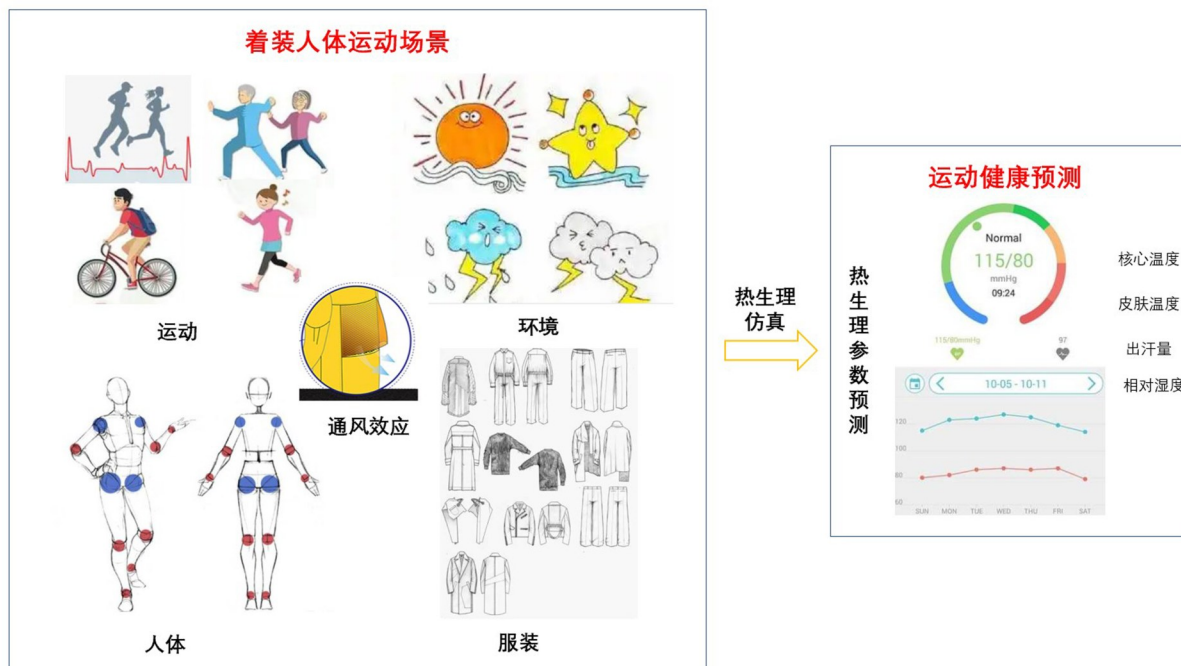 着装人体运动场景
运动
环境
通风效应
人体
服装
热生理
仿真
运动健康预测
热生理参数预测
Normal
115/80
mmHg
09:24
115/80mmHg
97
核心温度
皮肤温度
出汗量
相对湿度
10-05 - 10-11
120
100
80
60
SUN MON TUE WED THU FRI SAT